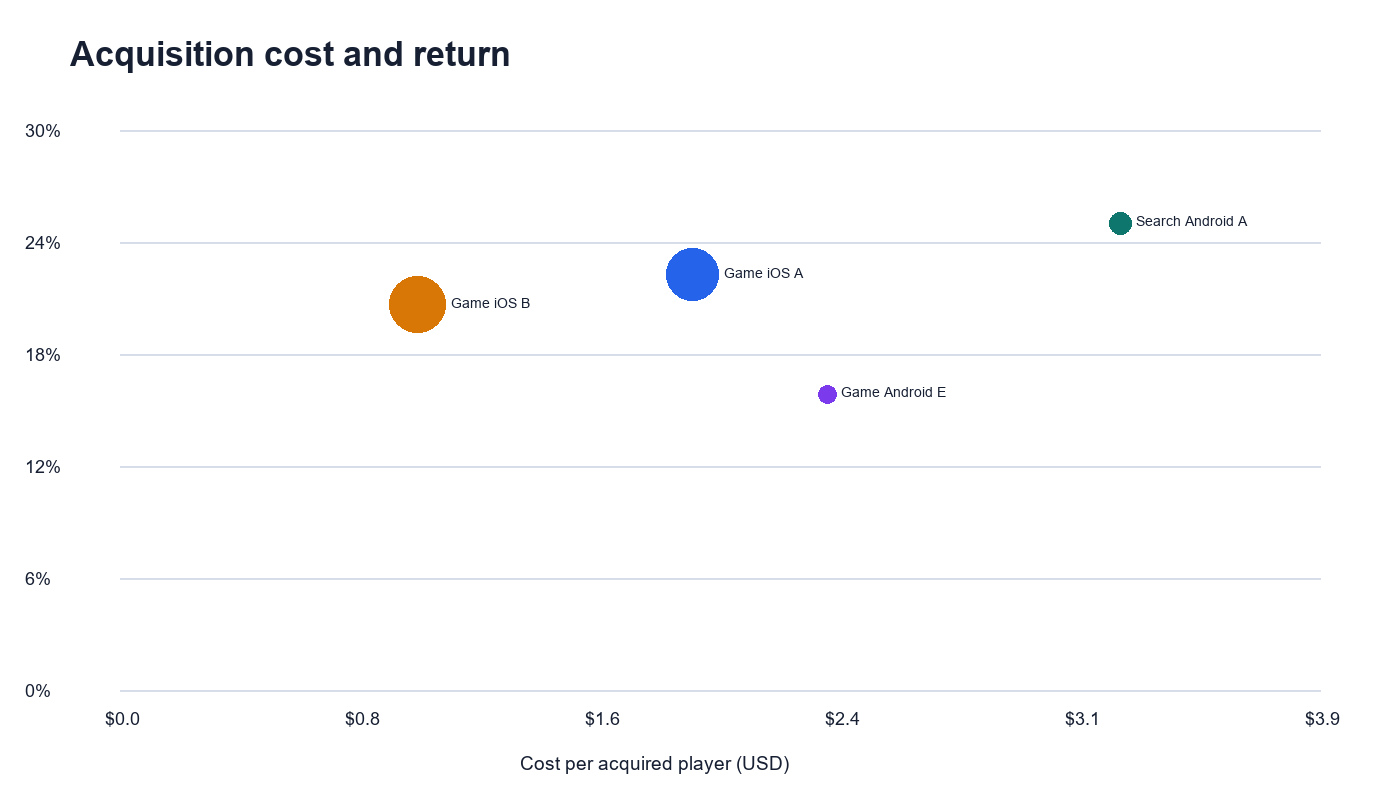 Acquisition cost and return
30%
24%
Search Android A
Game iOS A
Game iOS B
18%
Game Android E
12%
6%
0%
$0.0 $0.8 $1.6 $2.4 $3.1 $3.9
Cost per acquired player (USD)